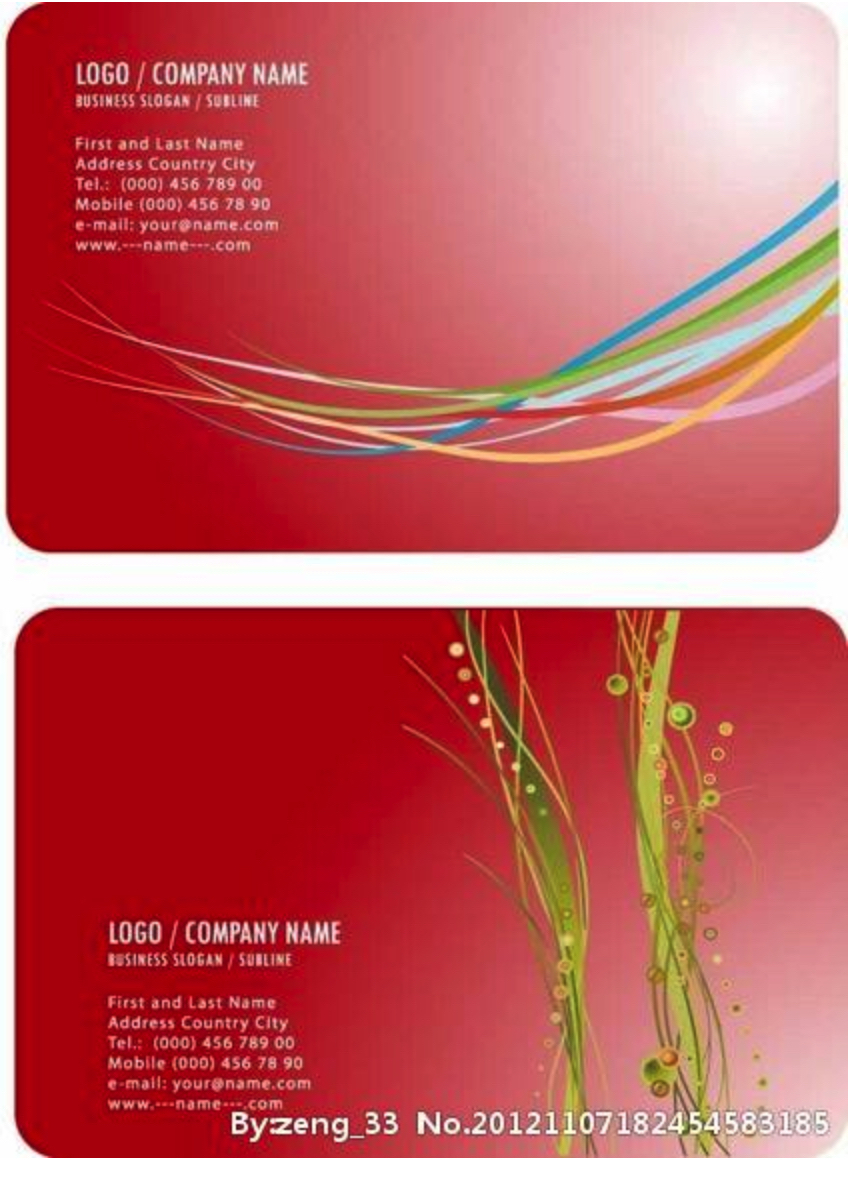 LOGO / COMPANY NAME
BUSINESS SLOGAN / SUBLINE
First and Last Name
Address Country City
Tel.: (000) 456 789 00
Mobile (000) 456 78 90
e-mail: your@name.com
www.---name---.com
LOGO / COMPANY NAME
BUSINESS SLOGAN / SUBLINE
First and Last Name
Address Country City
Tel.: (000) 456 789 00
Mobile (000) 456 78 90
e-mail: your@name.com
www.---name---.com
By:zeng_33 No.20121107182454583185